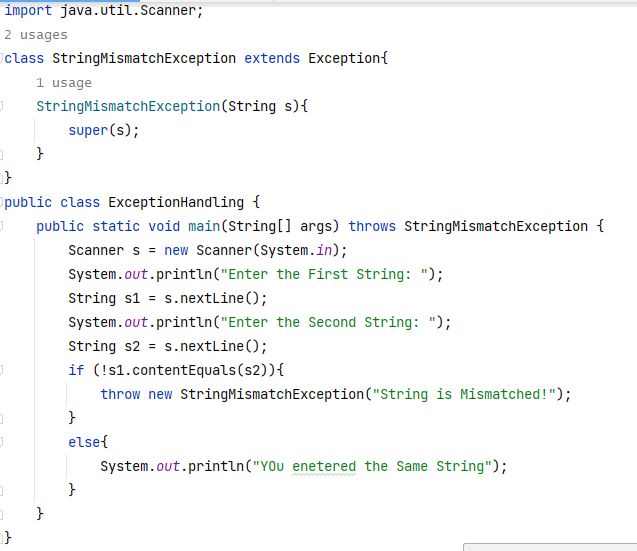 import java.util.Scanner;
2 usages
class StringMismatchException extends Exception{
1 usage
StringMismatchException(String s){
super(s);
}
}
public class ExceptionHandling {
public static void main(String[] args) throws StringMismatchException {
Scanner s = new Scanner(System.in);
System.out.println("Enter the First String: ");
String s1 = s.nextLine();
System.out.println("Enter the Second String: ");
String s2 = s.nextLine();
if (!s1.contentEquals(s2)){
throw new StringMismatchException("String is Mismatched!");
}
else{
System.out.println("YOu enetered the Same String");
}
}
}